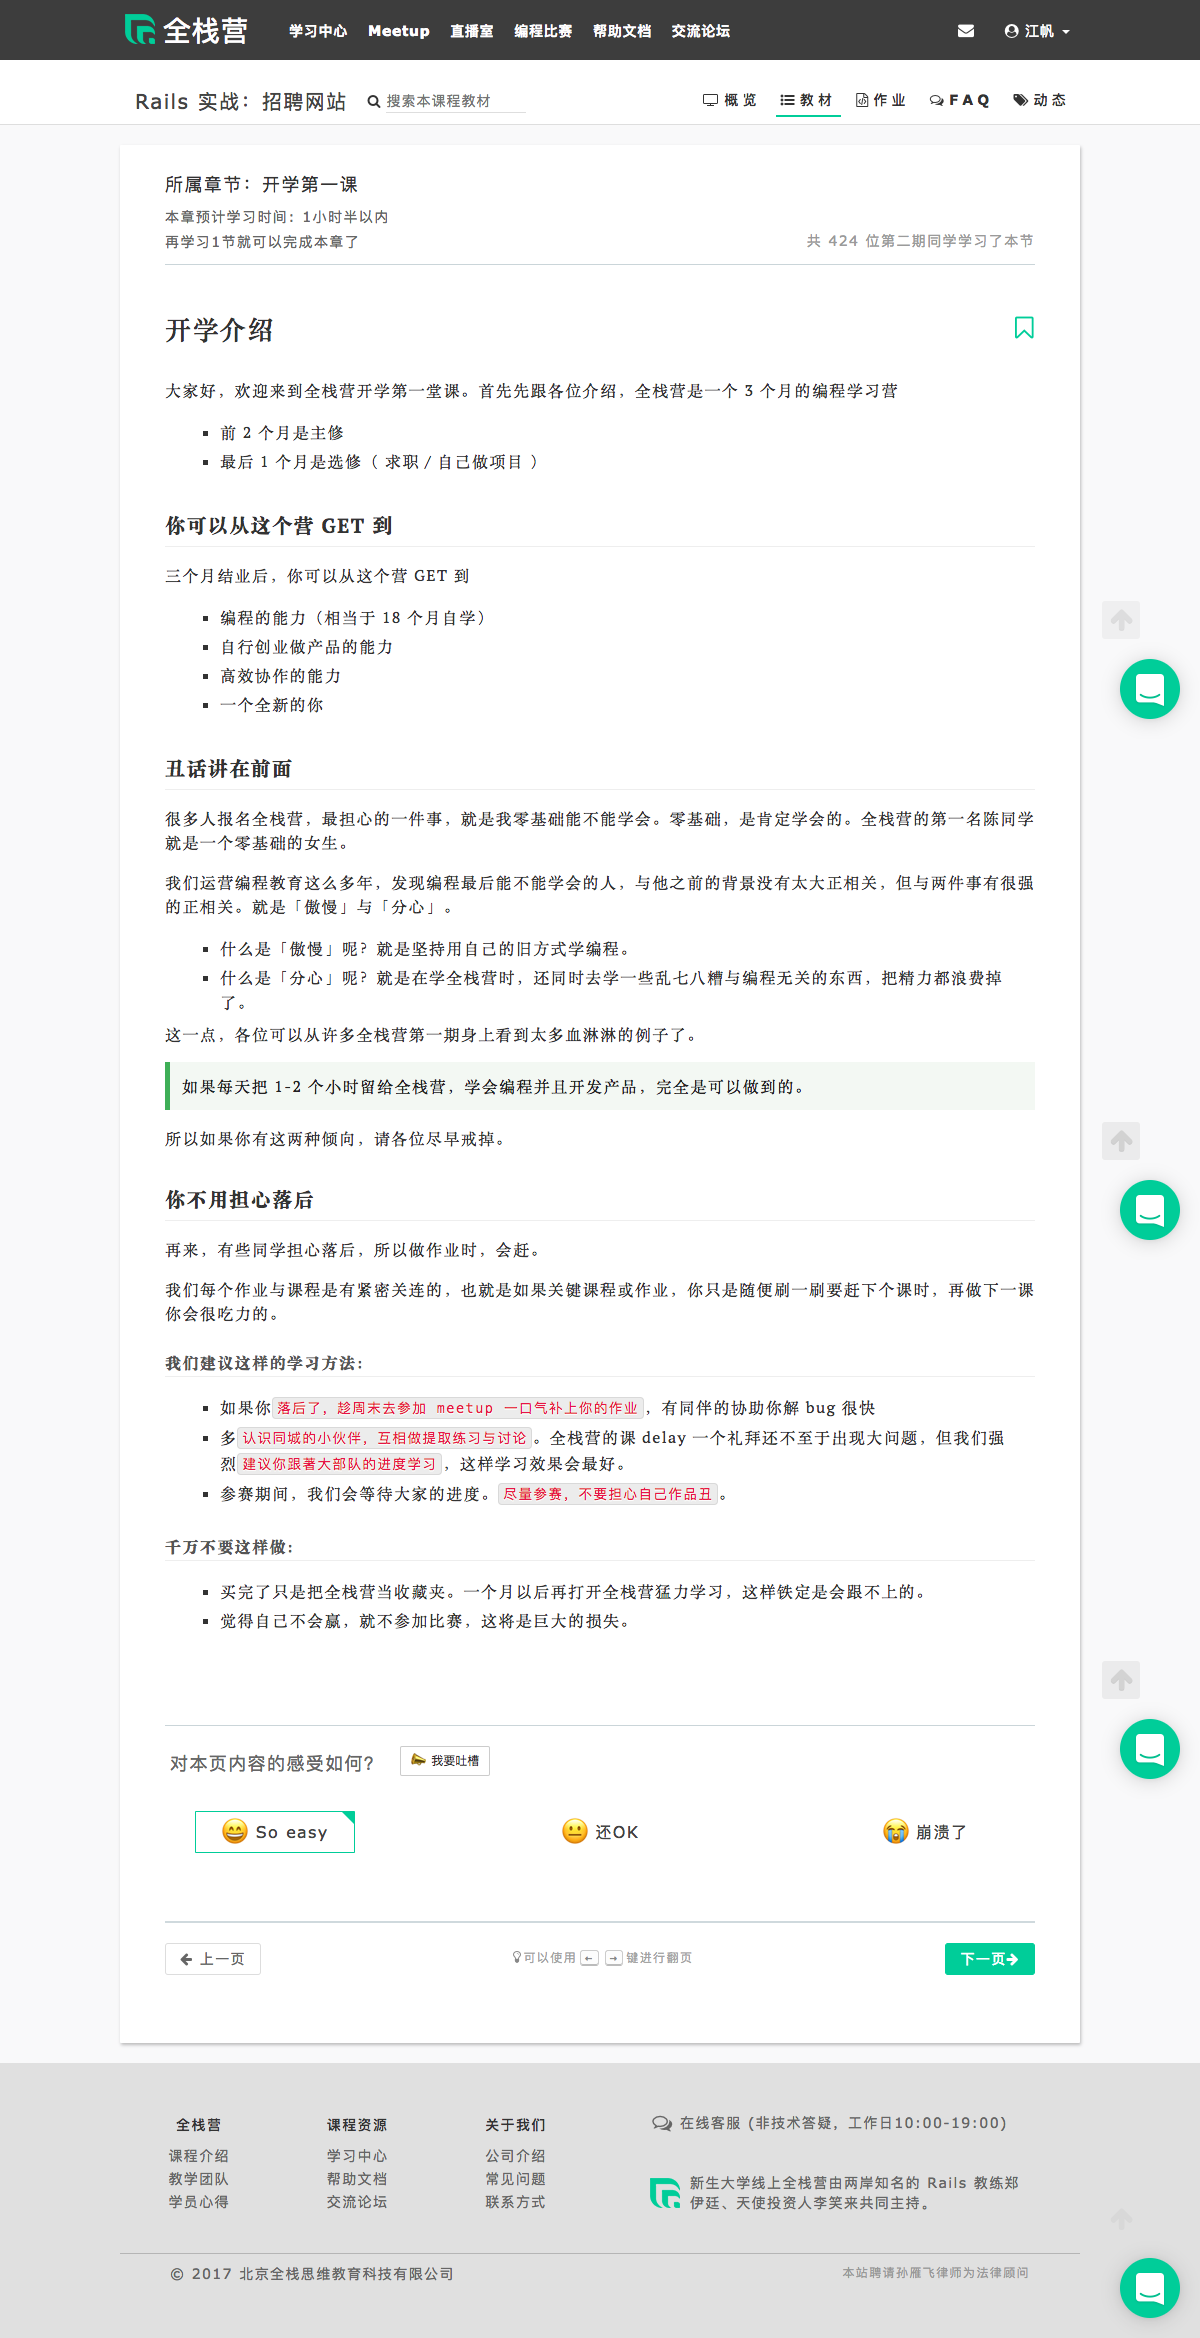 全栈营 学习中心 Meetup 直播室 编程比赛 帮助文档 交流论坛 江帆
Rails 实战：招聘网站 搜索本课程教材 概览 教材 作业 FAQ 动态
所属章节：开学第一课
本章预计学习时间：1小时半以内
再学习1节就可以完成本章了 共 424 位第二期同学学习了本节
开学介绍
大家好，欢迎来到全栈营开学第一堂课。首先先跟各位介绍，全栈营是一个 3 个月的编程学习营
前 2 个月是主修
最后 1 个月是选修（ 求职 / 自己做项目 ）
你可以从这个营 GET 到
三个月结业后，你可以从这个营 GET 到
编程的能力（相当于 18 个月自学）
自行创业做产品的能力
高效协作的能力
一个全新的你
丑话讲在前面
很多人报名全栈营，最担心的一件事，就是我零基础能不能学会。零基础，是肯定学会的。全栈营的第一名陈同学
就是一个零基础的女生。
我们运营编程教育这么多年，发现编程最后能不能学会的人，与他之前的背景没有太大正相关，但与两件事有很强
的正相关。就是「傲慢」与「分心」。
什么是「傲慢」呢？就是坚持用自己的旧方式学编程。
什么是「分心」呢？就是在学全栈营时，还同时去学一些乱七八糟与编程无关的东西，把精力都浪费掉
了。
这一点，各位可以从许多全栈营第一期身上看到太多血淋淋的例子了。
如果每天把 1-2 个小时留给全栈营，学会编程并且开发产品，完全是可以做到的。
所以如果你有这两种倾向，请各位尽早戒掉。
你不用担心落后
再来，有些同学担心落后，所以做作业时，会赶。
我们每个作业与课程是有紧密关连的，也就是如果关键课程或作业，你只是随便刷一刷要赶下个课时，再做下一课
你会很吃力的。
我们建议这样的学习方法：
如果你落后了，趁周末去参加 meetup 一口气补上你的作业，有同伴的协助你解 bug 很快
多认识同城的小伙伴，互相做提取练习与讨论。全栈营的课 delay 一个礼拜还不至于出现大问题，但我们强
烈建议你跟著大部队的进度学习，这样学习效果会最好。
参赛期间，我们会等待大家的进度。尽量参赛，不要担心自己作品丑。
千万不要这样做：
买完了只是把全栈营当收藏夹。一个月以后再打开全栈营猛力学习，这样铁定是会跟不上的。
觉得自己不会赢，就不参加比赛，这将是巨大的损失。
对本页内容的感受如何? 我要吐槽
So easy 还OK 崩溃了
上一页 可以使用 ← → 键进行翻页 下一页
全栈营 课程资源 关于我们 在线客服 (非技术答疑，工作日10:00-19:00)
课程介绍 学习中心 公司介绍
教学团队 帮助文档 常见问题 新生大学线上全栈营由两岸知名的 Rails 教练郑
学员心得 交流论坛 联系方式 伊廷、天使投资人李笑来共同主持。
© 2017 北京全栈思维教育科技有限公司 本站聘请孙雁飞律师为法律顾问